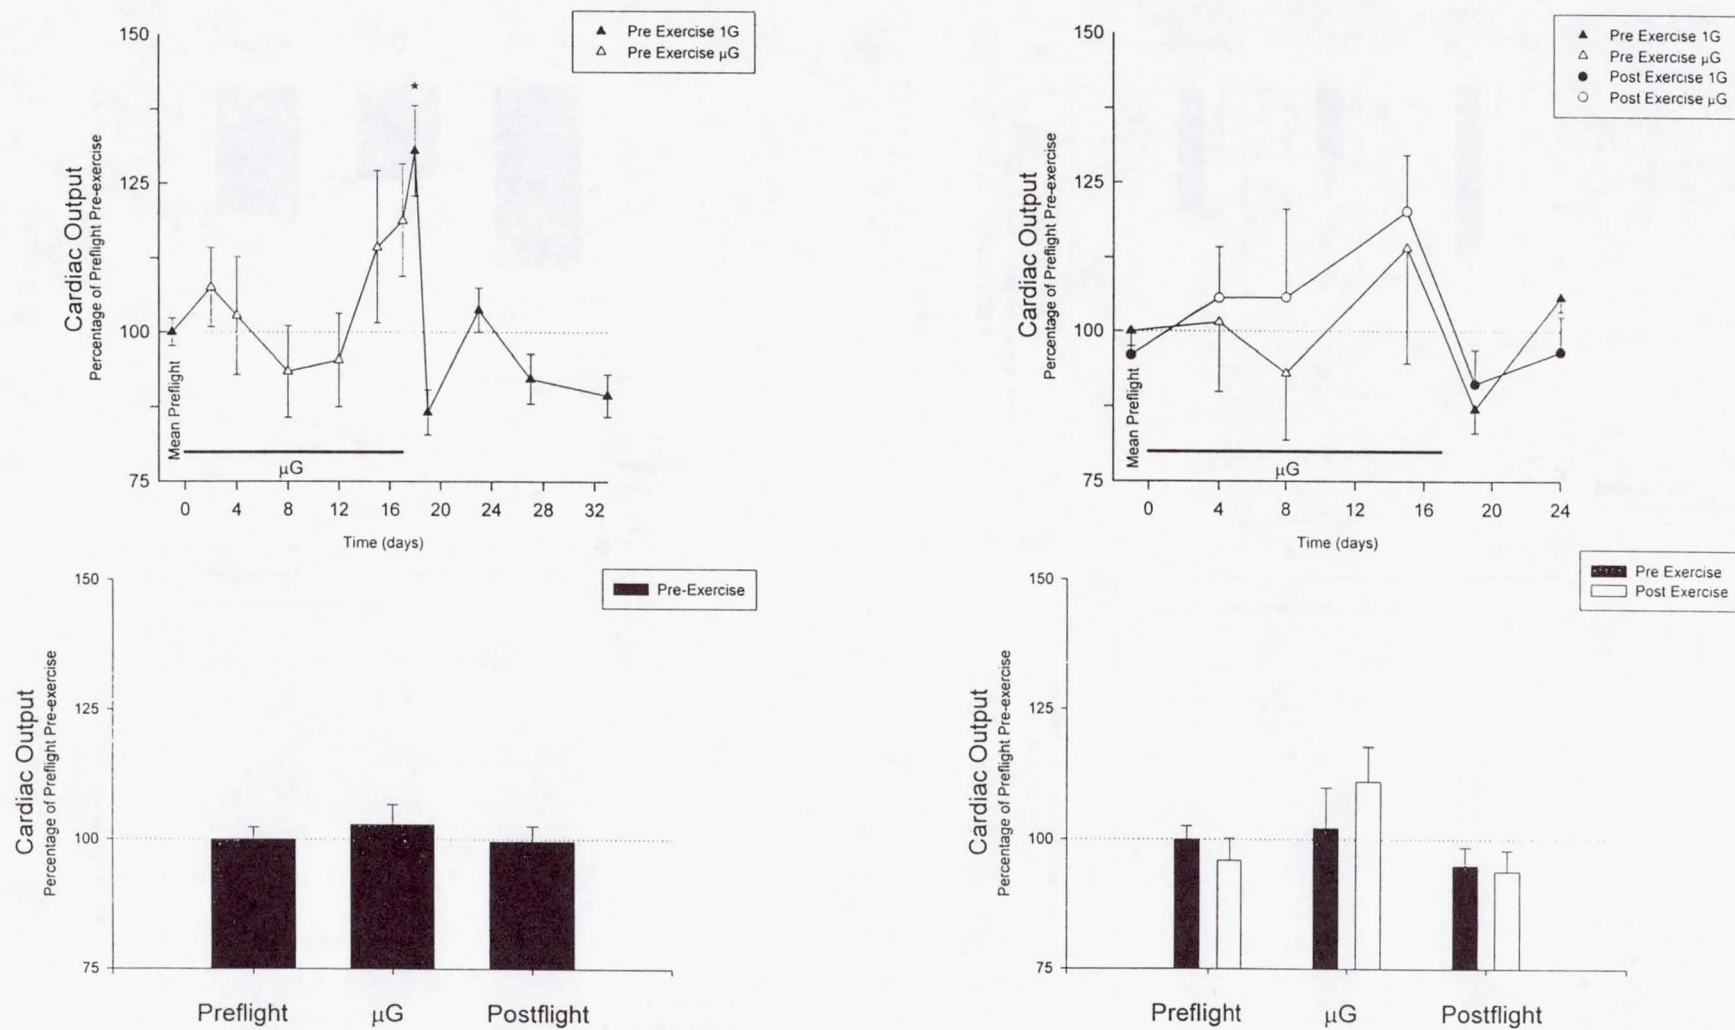 150
125
100
75
Cardiac Output
Percentage of Preflight Pre-exercise
Pre Exercise 1G
Pre Exercise μG
*
Mean Preflight
μG
0 4 8 12 16 20 24 28 32
Time (days)
150
125
100
75
Cardiac Output
Percentage of Preflight Pre-exercise
Pre Exercise 1G
Pre Exercise μG
Post Exercise 1G
Post Exercise μG
Mean Preflight
μG
0 4 8 12 16 20 24
Time (days)
150
125
100
75
Cardiac Output
Percentage of Preflight Pre-exercise
Pre-Exercise
Preflight μG Postflight
150
125
100
75
Cardiac Output
Percentage of Preflight Pre-exercise
Pre Exercise
Post Exercise
Preflight μG Postflight